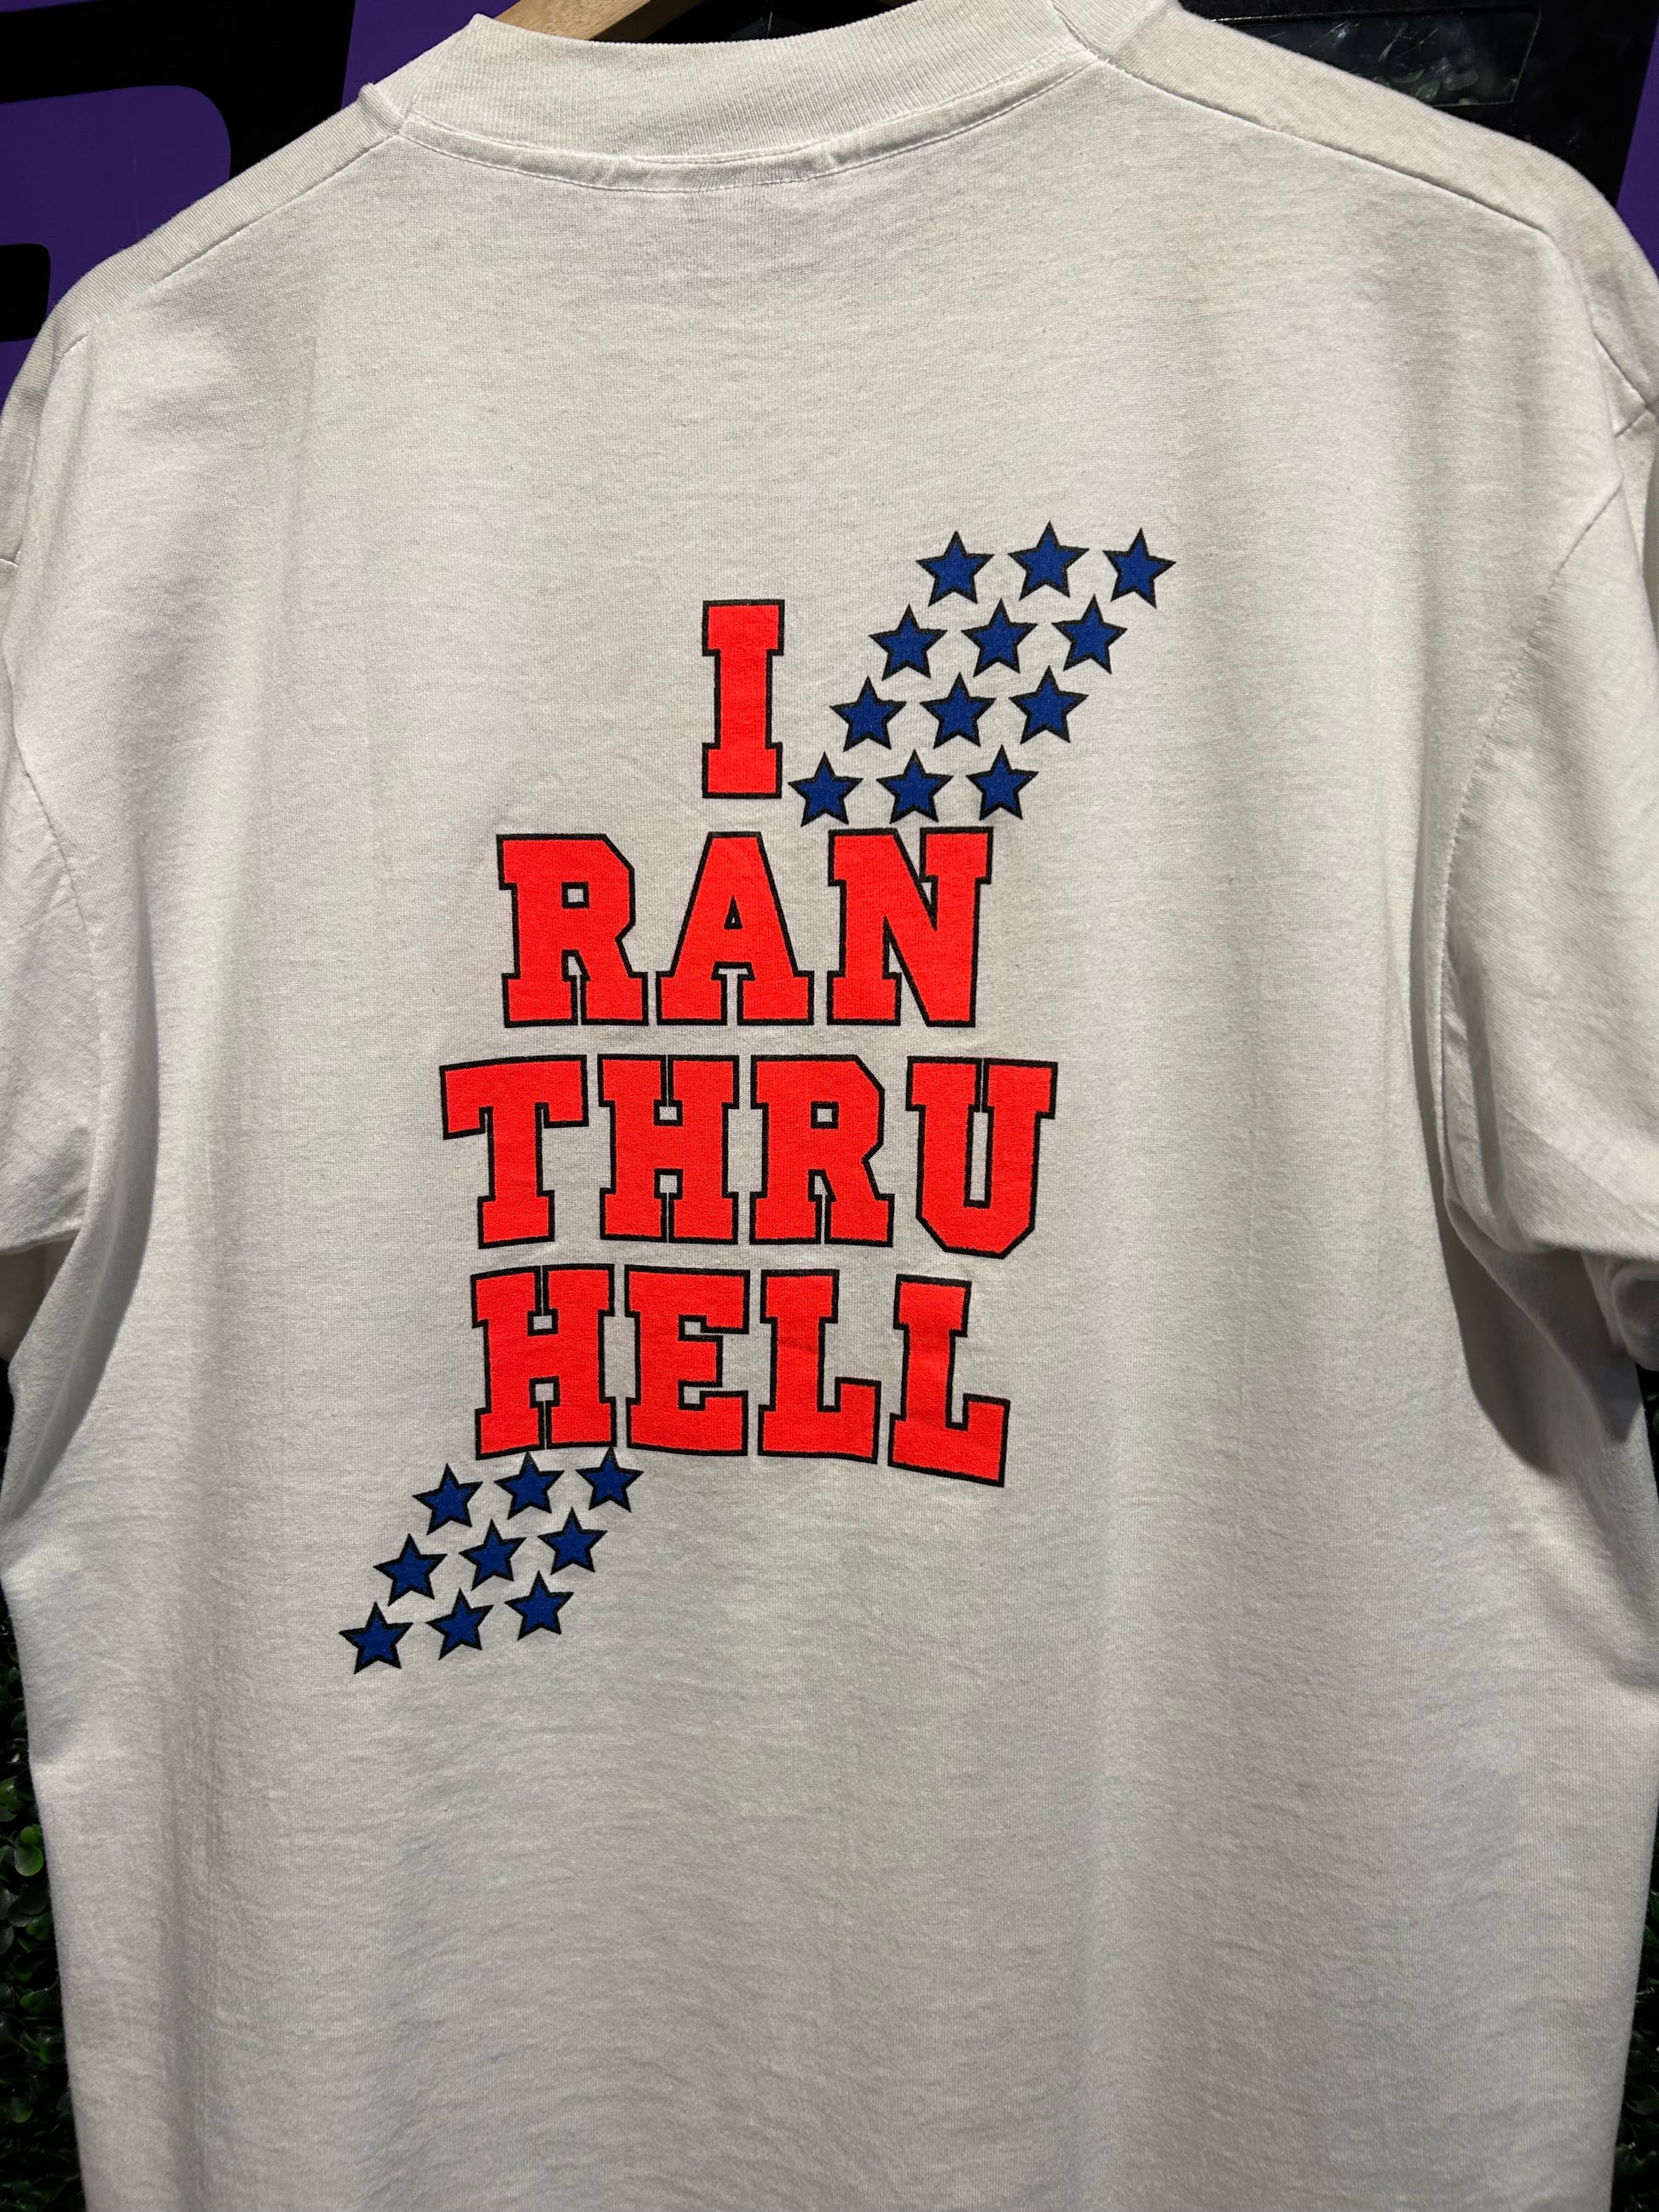 I
RAN
THRU
HELL